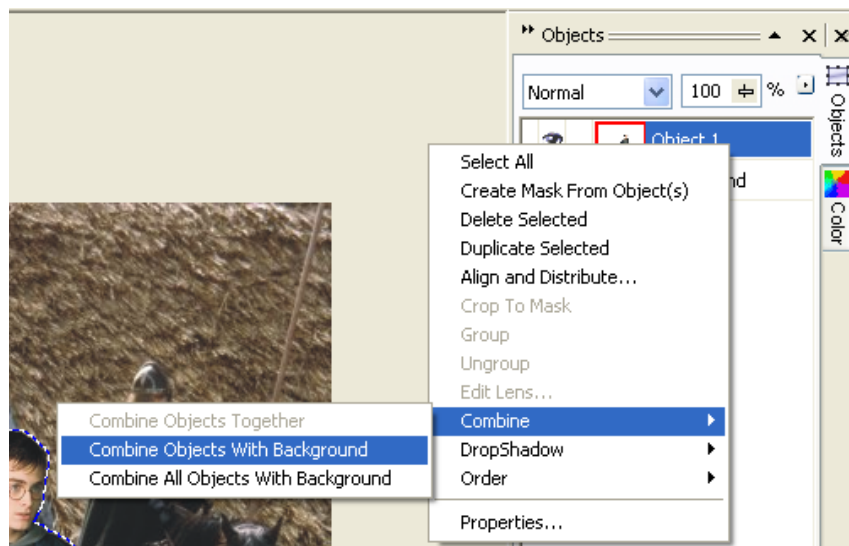 Objects
Normal 100 %
Object 1
nd
Objects
Color
Select All
Create Mask From Object(s)
Delete Selected
Duplicate Selected
Align and Distribute...
Crop To Mask
Group
Ungroup
Edit Lens...
Combine
DropShadow
Order
Properties...
Combine Objects Together
Combine Objects With Background
Combine All Objects With Background